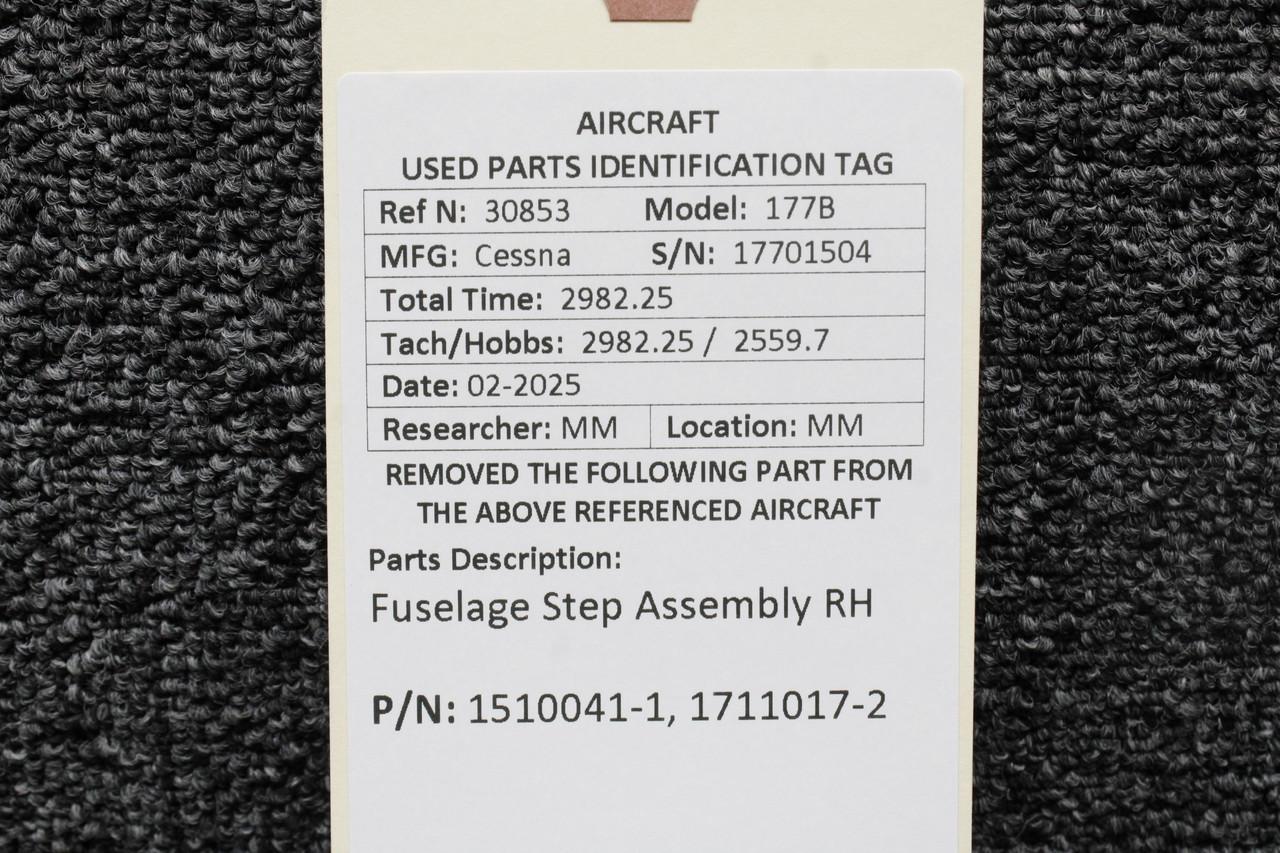 AIRCRAFT
USED PARTS IDENTIFICATION TAG
Ref N: 30853 Model: 177B
MFG: Cessna S/N: 17701504
Total Time: 2982.25
Tach/Hobbs: 2982.25 / 2559.7
Date: 02-2025
Researcher: MM Location: MM
REMOVED THE FOLLOWING PART FROM
THE ABOVE REFERENCED AIRCRAFT
Parts Description:
Fuselage Step Assembly RH
P/N: 1510041-1, 1711017-2